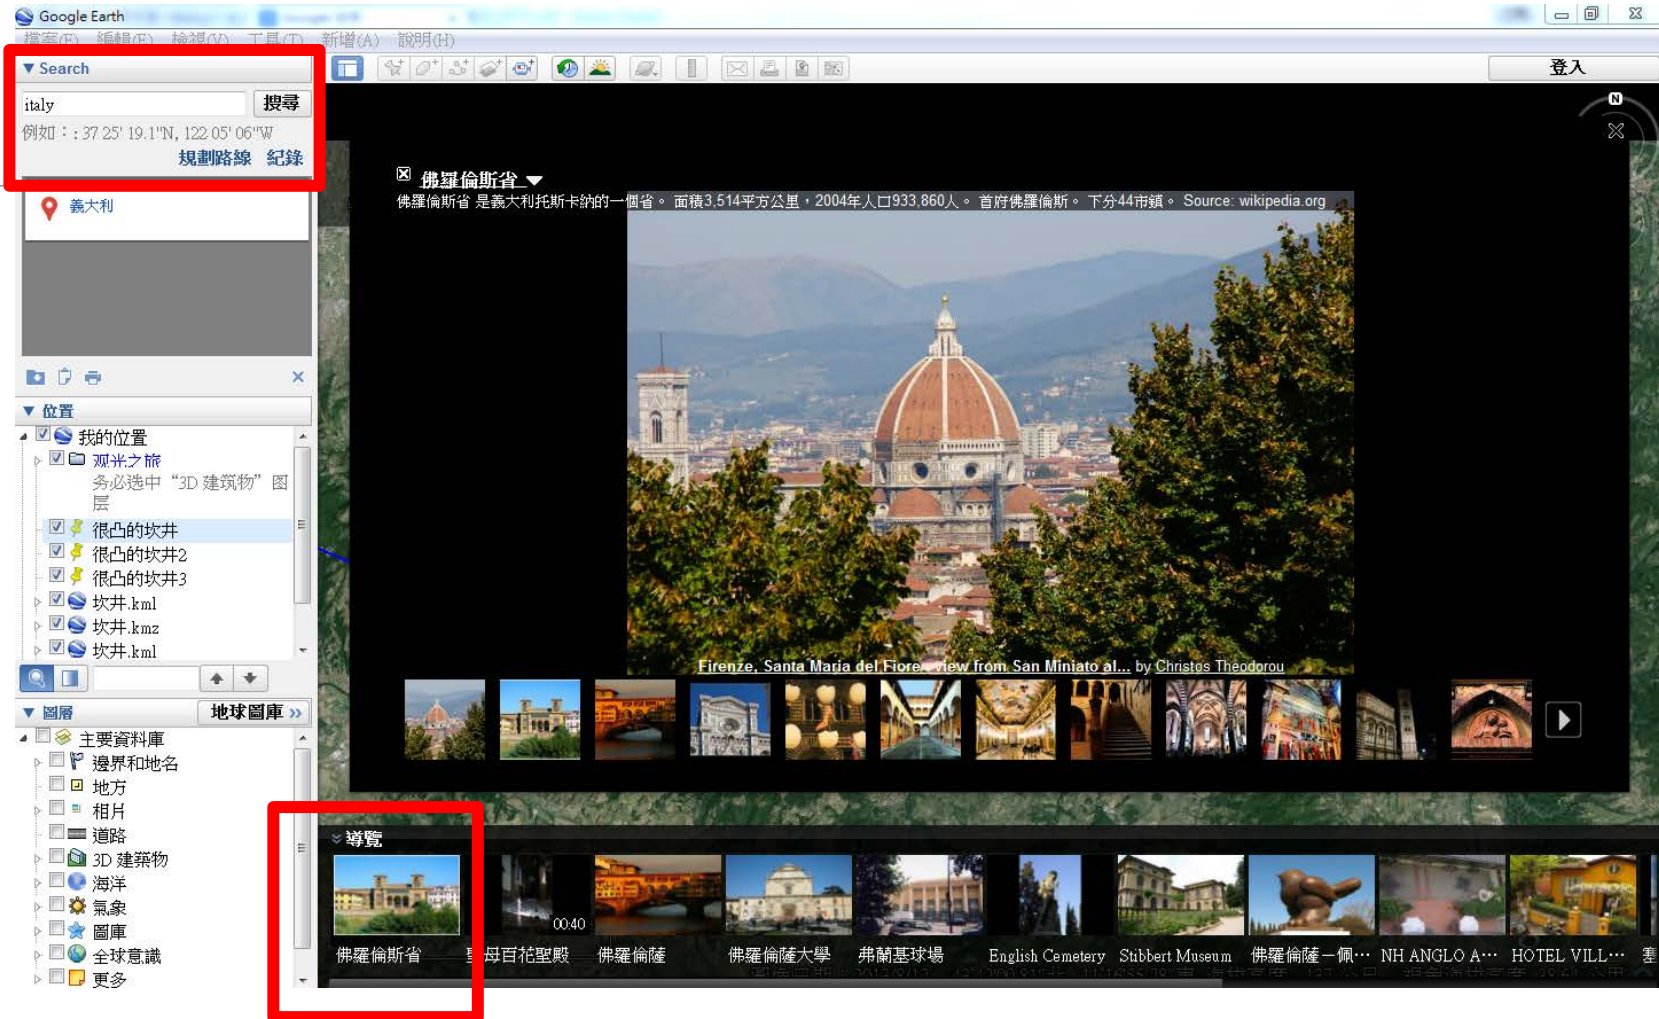 Google Earth
檔案(F) 編輯(E) 檢視(V) 工具(T) 新增(A) 說明(H)
Search
登入
italy
搜尋
例如：: 37 25' 19.1"N, 122 05' 06"W
規劃路線 紀錄
義大利
N
佛羅倫斯省
佛羅倫斯省 是義大利托斯卡納的一個省。 面積3,514平方公里，2004年人口933,860人。 首府佛羅倫斯。 下分44市鎮。 Source: wikipedia.org
Firenze, Santa Maria del Fiore - view from San Miniato al... by Christos Theodorou
位置
我的位置
观光之旅
务必选中“3D 建筑物”图
层
很凸的坎井
很凸的坎井2
很凸的坎井3
坎井.kml
坎井.kmz
坎井.kml
圖層
地球圖庫 »
主要資料庫
邊界和地名
地方
相片
道路
3D 建築物
海洋
氣象
圖庫
全球意識
更多
導覽
00:40
佛羅倫斯省
聖母百花聖殿
佛羅倫薩
佛羅倫薩大學
弗蘭基球場
English Cemetery
Stibbert Museum
佛羅倫薩－佩…
NH ANGLO A…
HOTEL VILL…
塞